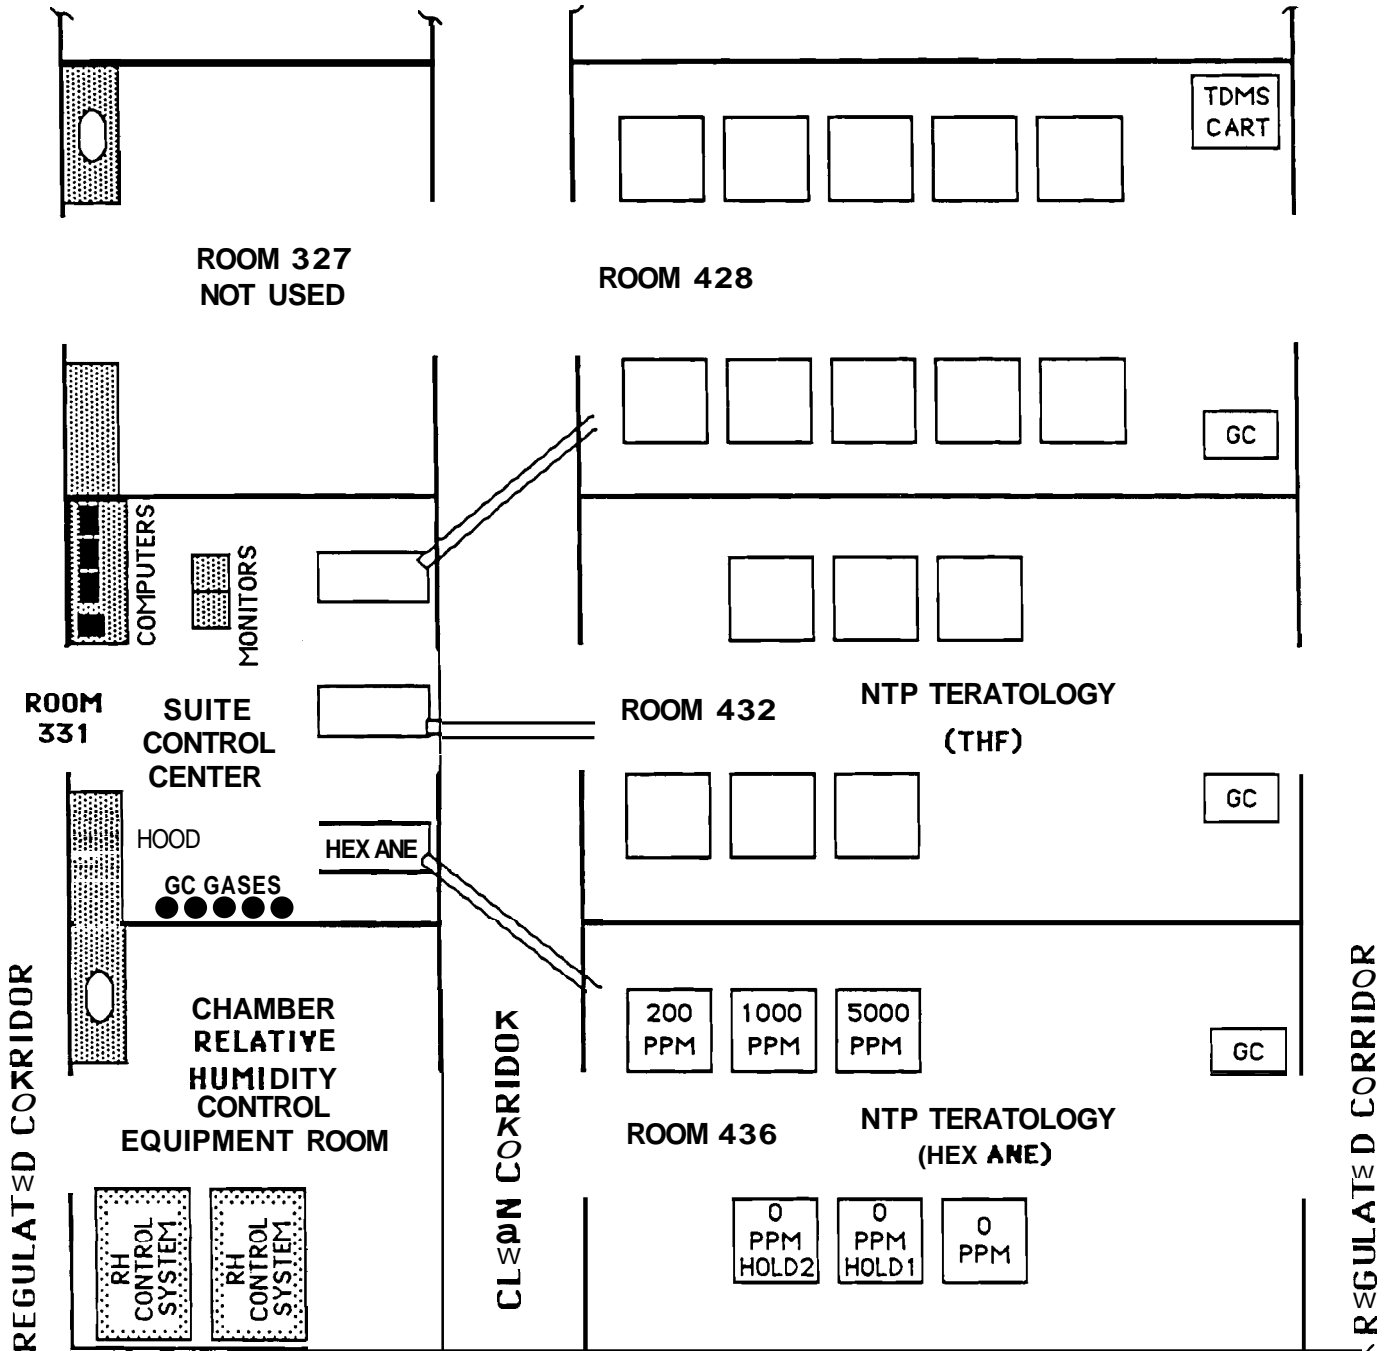 TDMS
CART
ROOM 327
NOT USED
ROOM 428
GC
COMPUTERS
MONITORS
ROOM
331
SUITE
CONTROL
CENTER
ROOM 432
NTP TERATOLOGY
(THF)
GC
HOOD
HEX ANE
GC GASES
CHAMBER
RELATIVE
HUMIDITY
CONTROL
EQUIPMENT ROOM
200
PPM
1000
PPM
5000
PPM
GC
ROOM 436
NTP TERATOLOGY
(HEX ANE)
RH
CONTROL
SYSTEM
RH
CONTROL
SYSTEM
0
PPM
HOLD2
0
PPM
HOLD1
0
PPM
REGULATED CORRIDOR
CLEAN CORRIDOR
REGULATED CORRIDOR